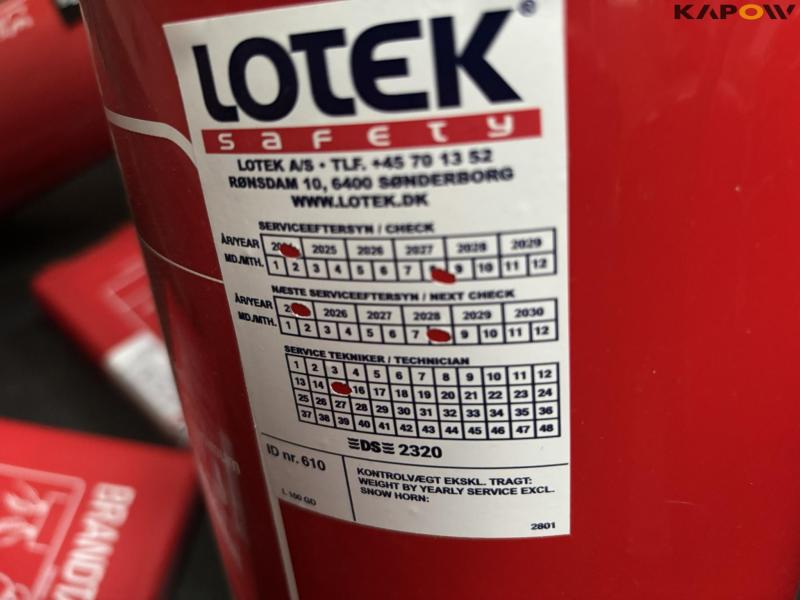 KAPOW
LOTEK®
SAFETY
LOTEK A/S • TLF. +45 70 13 52
RØNSDAM 10, 6400 SØNDERBORG
WWW.LOTEK.DK
SERVICEEFTERSYN / CHECK
ÅR/YEAR 2025 2026 2027 2028 2029
MD./MTH. 1 2 3 4 5 6 7 9 10 11 12
NÆSTE SERVICEEFTERSYN / NEXT CHECK
ÅR/YEAR 2026 2027 2028 2029 2030
MD./MTH. 1 2 3 4 5 6 7 9 10 11 12
SERVICE TEKNIKER / TECHNICIAN
1 2 3 4 5 6 7 8 9 10 11 12
13 14 16 17 18 19 20 21 22 23 24
25 26 27 28 29 30 31 32 33 34 35 36
37 38 39 40 41 42 43 44 45 46 47 48
DS 2320
ID nr. 610
KONTROLVÆGT EKSKL. TRAGT:
WEIGHT BY YEARLY SERVICE EXCL.
SNOW HORN:
L 100 GD
2801
BRANDT